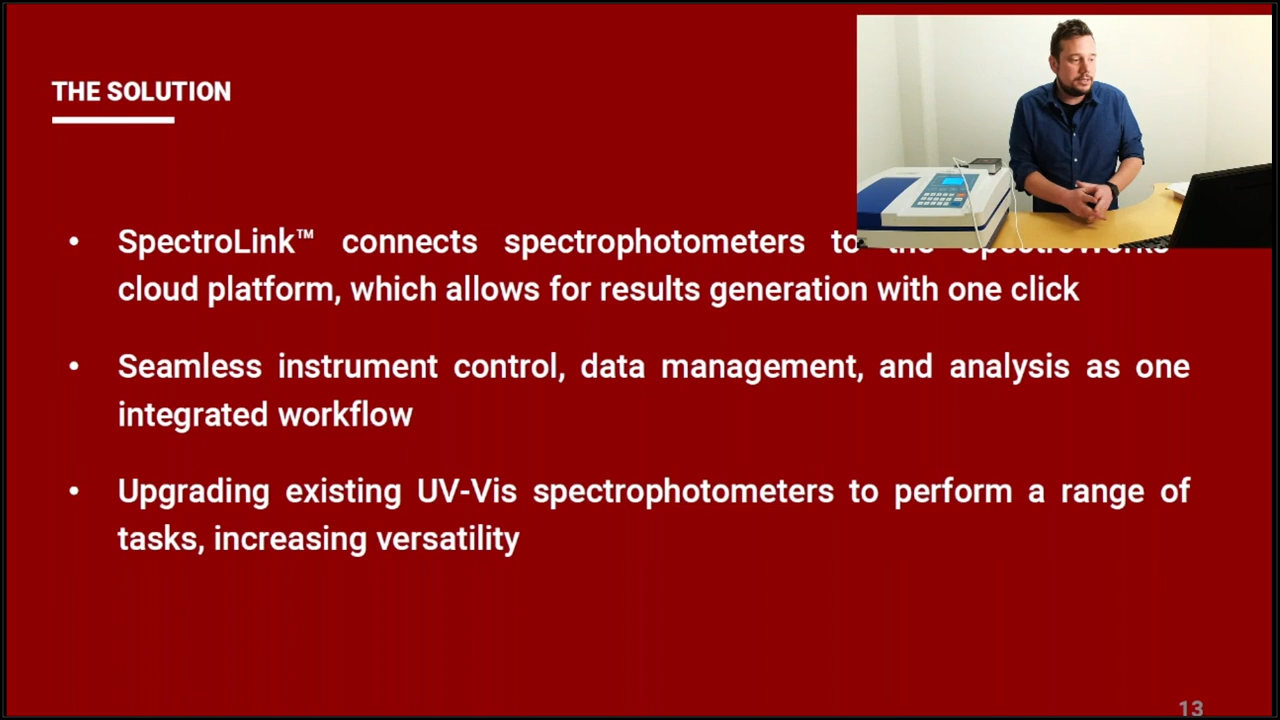 THE SOLUTION
• SpectroLink™ connects spectrophotometers to the SpectroWorks
cloud platform, which allows for results generation with one click
• Seamless instrument control, data management, and analysis as one
integrated workflow
• Upgrading existing UV-Vis spectrophotometers to perform a range of
tasks, increasing versatility
13